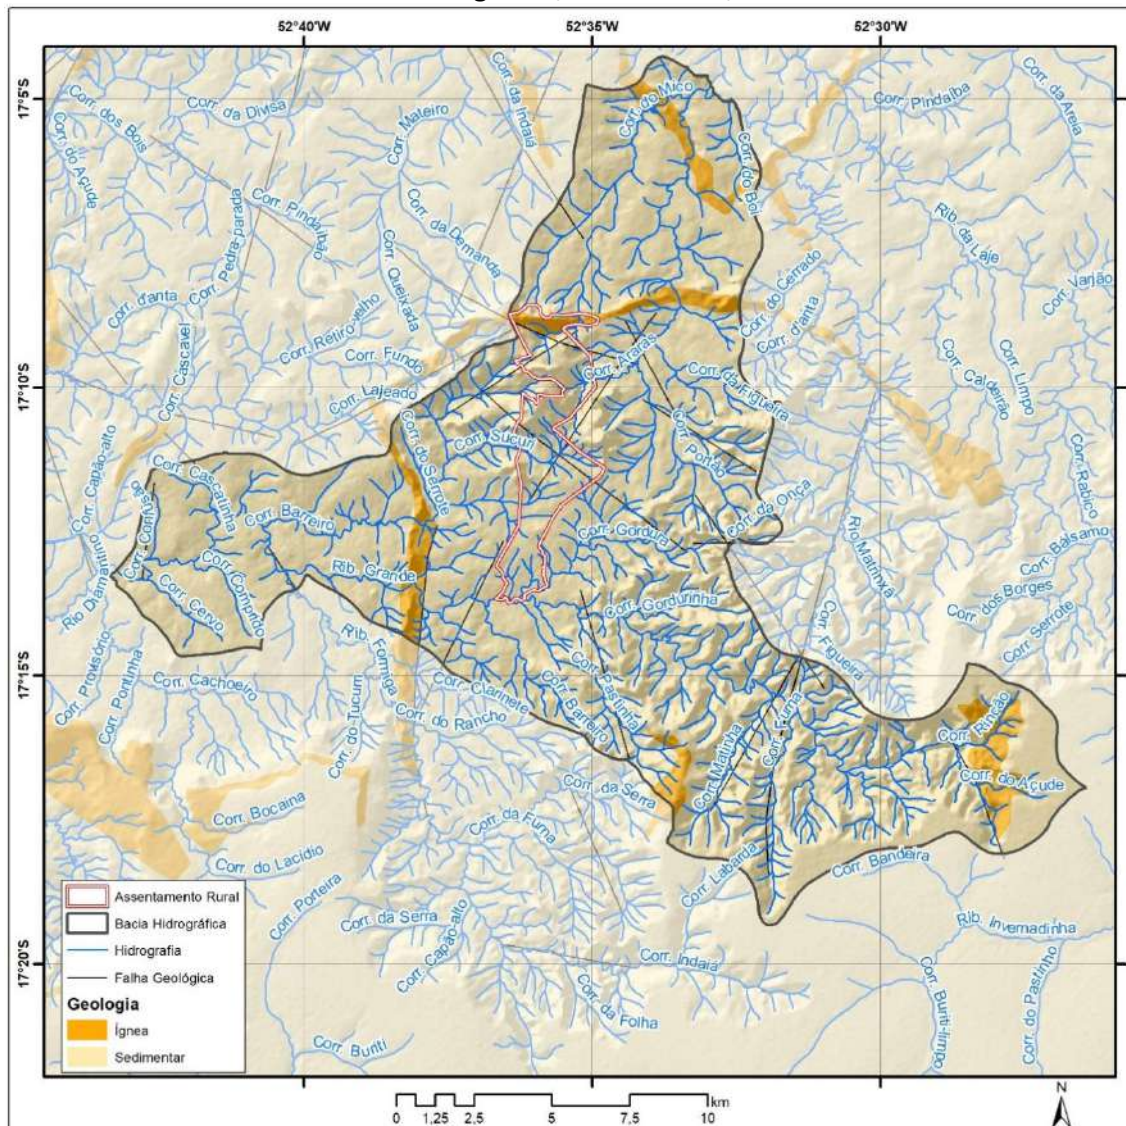 52°40'W
52°35'W
52°30'W
17°5'S
17°10'S
17°15'S
17°20'S
Corr. dos Bois
Corr. da Divisa
Corr. do Açude
Corr. Mateiro
Corr. da Indaiá
Corr. do Mico
Corr. do Boi
Corr. Pindaíba
Corr. da Areia
Corr. Pedra-parada
Corr. da Demanda
Corr. Queixada
Rib. da Laje
Corr. Varjão
Corr. d'anta
Corr. Retiro-velho
Corr. do Cerrado
Corr. d'anta
Corr. Cascavel
Corr. Fundo
Corr. Lajeado
Corr. Araras
Corr. da Figueira
Corr. Caldeirão
Corr. Limpo
Corr. Capão-alto
Corr. Cascatinha
Corr. do Serrote
Corr. Sucuri
Corr. Portão
Corr. da Onça
Corr. Rabico
Corr. Barreiro
Corr. Gordura
Rio Matrinxã
Corr. Bálsamo
Rio Diamantino
Corr. Cervo
Corr. Comprido
Rib. Grande
Corr. Gordurinha
Corr. dos Borges
Corr. Serrote
Corr. Figueira
Corr. Protásório
Corr. Pontinha
Corr. Cachoeiro
Rib. Formiga
Corr. do Tucum
Corr. Clarinete
Corr. do Rancho
Corr. Barreiro
Corr. Pastinha
Corr. Matinha
Corr. Furna
Corr. Rincão
Corr. do Açude
Corr. Bocaina
Corr. da Serra
Corr. da Furna
Corr. do Lacídio
Corr. Labarda
Corr. Bandeira
Corr. Porteira
Corr. da Serra
Corr. Capão-alto
Corr. Indaiá
Corr. da Folha
Rib. Invernadinha
Corr. Buriti-limpo
Corr. do Pastinho
Corr. Buriti
Assentamento Rural
Bacia Hidrográfica
Hidrografia
Falha Geológica
Geologia
Ígnea
Sedimentar
km
0 1,25 2,5 5 7,5 10
N